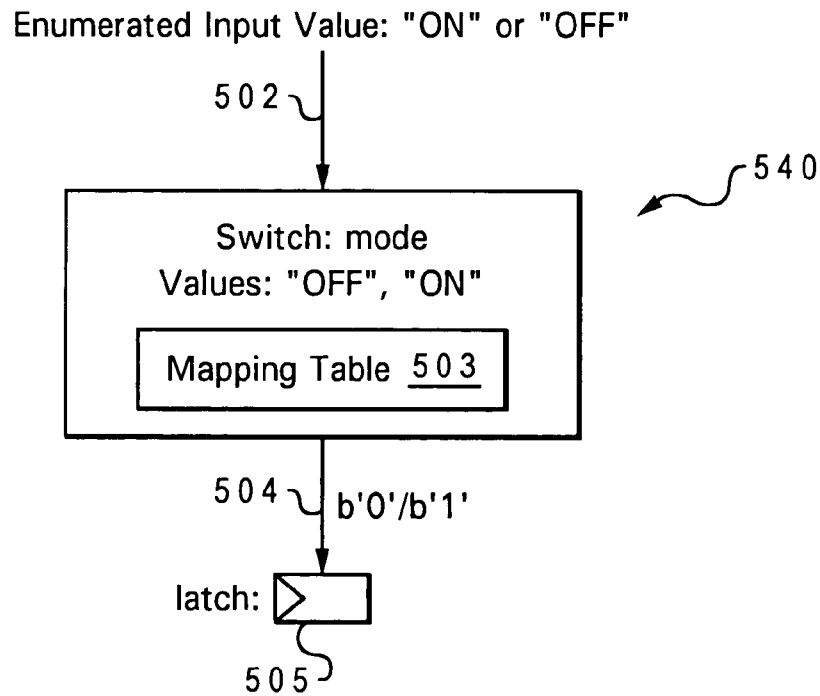 Enumerated Input Value: "ON" or "OFF"
502
540
Switch: mode
Values: "OFF", "ON"
Mapping Table 503
504
b'0'/b'1'
latch:
505